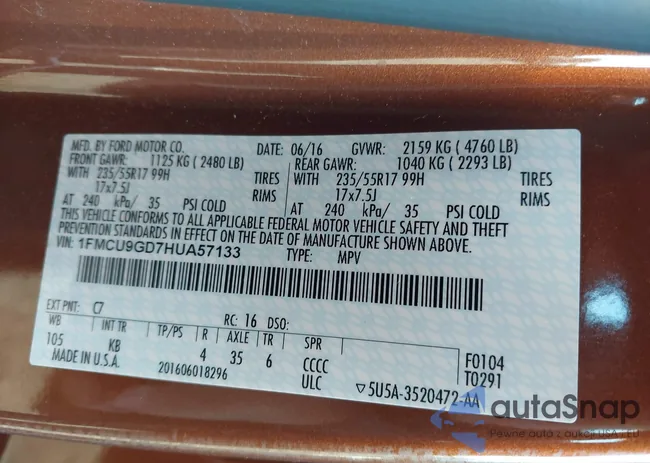 MFD. BY FORD MOTOR CO. DATE: 06/16 GVWR: 2159 KG ( 4760 LB)
FRONT GAWR: 1125 KG ( 2480 LB) REAR GAWR: 1040 KG ( 2293 LB)
WITH 235/55R17 99H TIRES WITH 235/55R17 99H TIRES
17x7.5J RIMS 17x7.5J RIMS
AT 240 kPa/ 35 PSI COLD AT 240 kPa/ 35 PSI COLD
THIS VEHICLE CONFORMS TO ALL APPLICABLE FEDERAL MOTOR VEHICLE SAFETY AND THEFT
PREVENTION STANDARDS IN EFFECT ON THE DATE OF MANUFACTURE SHOWN ABOVE.
VIN: 1FMCU9GD7HUA57133 TYPE: MPV
EXT PNT: C7 RC: 16 DSO:
WB INT TR TP/PS R AXLE TR SPR
105 KB 4 35 6 CCCC F0104
MADE IN U.S.A. 201606018296 ULC T0291
▽5U5A-3520472-AA
autoSnap
Pewne auta z aukcji USA i EU